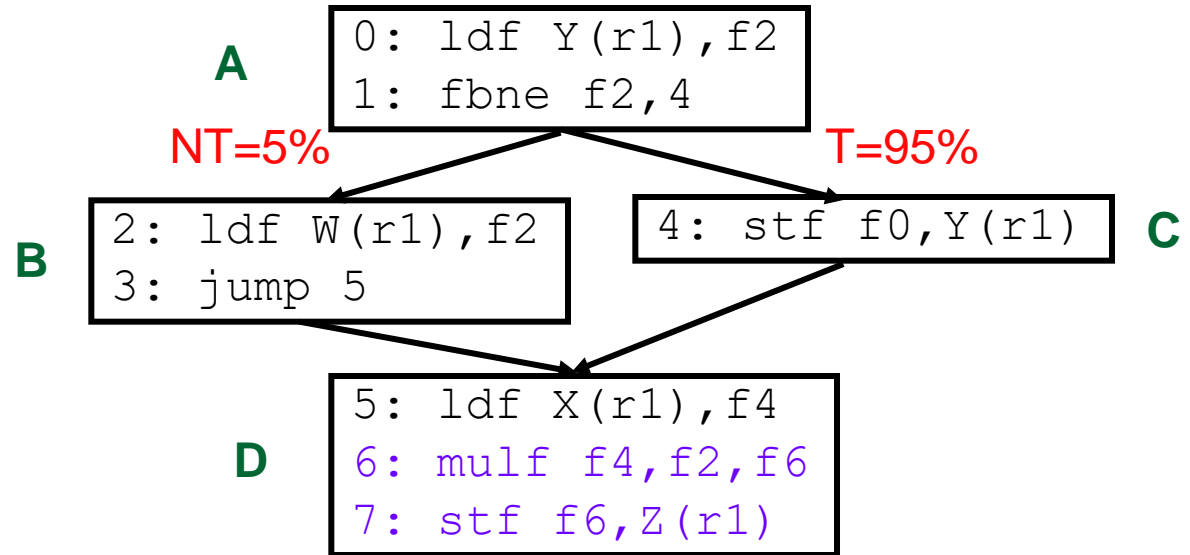 A
0: ldf Y(r1),f2
1: fbne f2,4
NT=5%
T=95%
B
2: ldf W(r1),f2
3: jump 5
4: stf f0,Y(r1)
C
D
5: ldf X(r1),f4
6: mulf f4,f2,f6
7: stf f6,Z(r1)